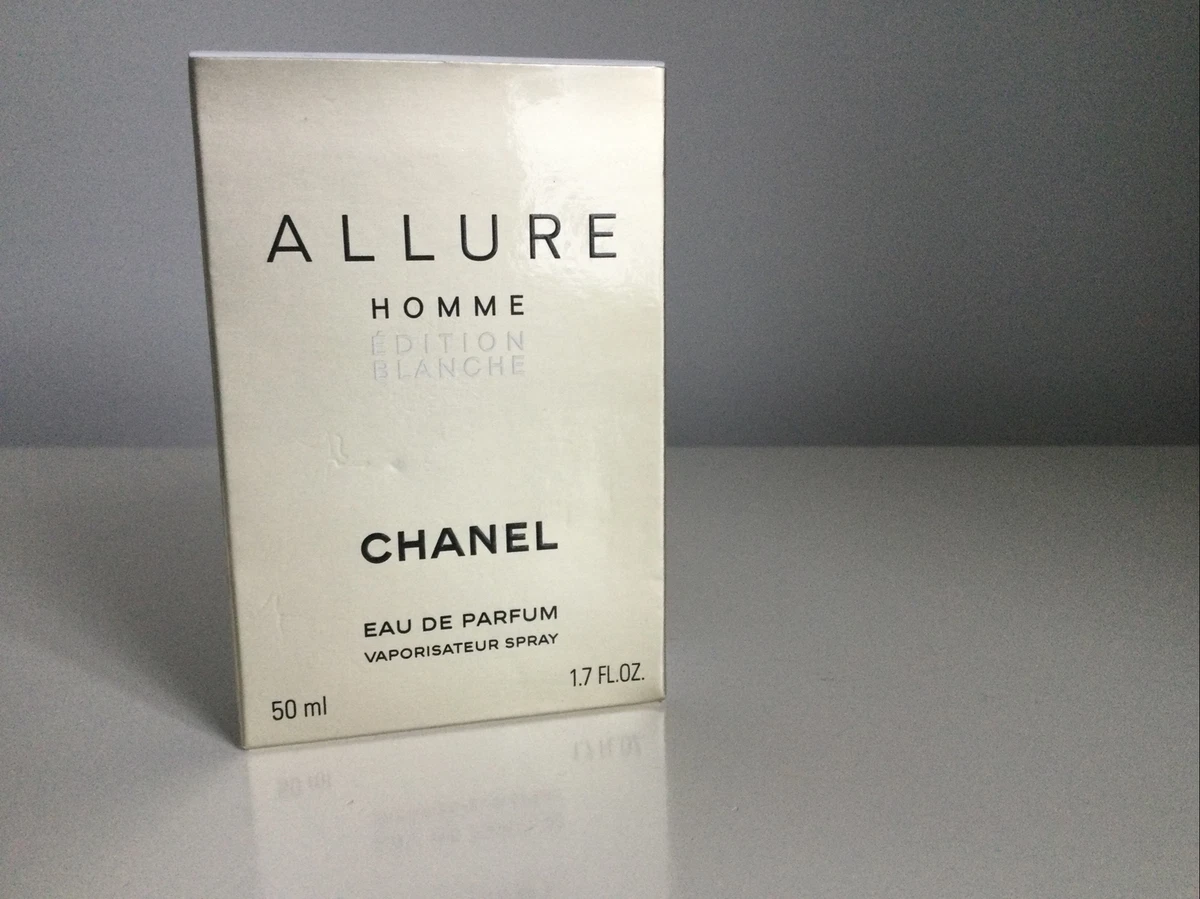 ALLURE
HOMME
ÉDITION
BLANCHE
CHANEL
EAU DE PARFUM
VAPORISATEUR SPRAY
50 ml
1.7 FL.OZ.